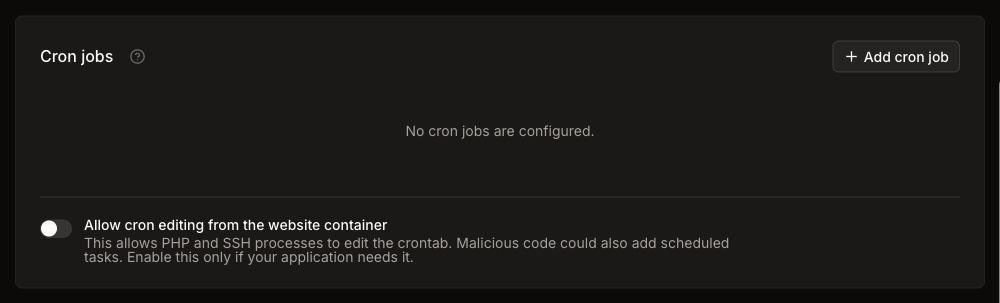 Cron jobs
+ Add cron job
No cron jobs are configured.
Allow cron editing from the website container
This allows PHP and SSH processes to edit the crontab. Malicious code could also add scheduled
tasks. Enable this only if your application needs it.